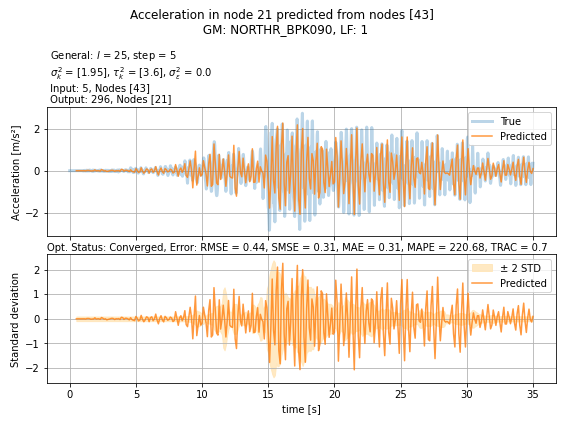 Acceleration in node 21 predicted from nodes [43]
GM: NORTHR_BPK090, LF: 1
General: l = 25, step = 5
σ²ₖ = [1.95], τ²ₖ = [3.6], σ²ε = 0.0
Input: 5, Nodes [43]
Output: 296, Nodes [21]
Acceleration [m/s²]
2
0
−2
True
Predicted
Opt. Status: Converged, Error: RMSE = 0.44, SMSE = 0.31, MAE = 0.31, MAPE = 220.68, TRAC = 0.7
Standard deviation
2
1
0
−1
−2
± 2 STD
Predicted
0 5 10 15 20 25 30 35
time [s]